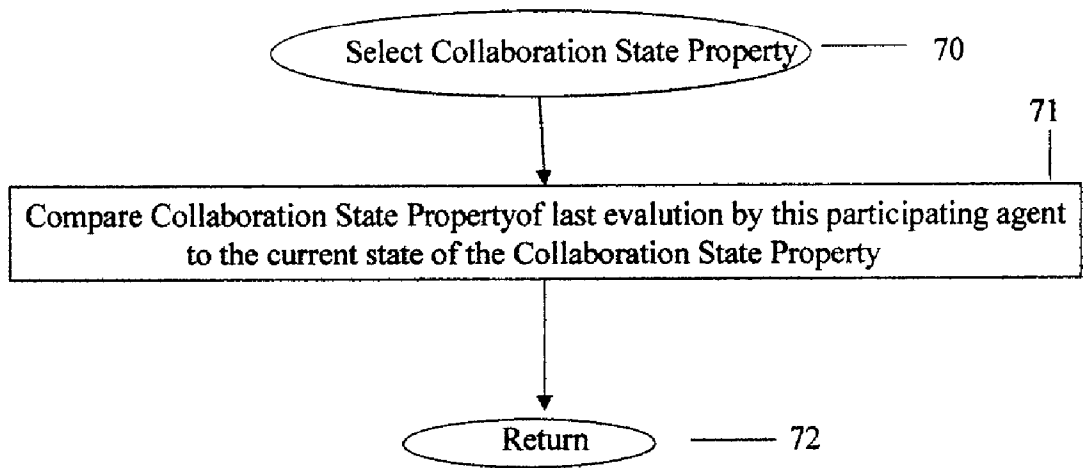 Select Collaboration State Property
70
71
Compare Collaboration State Propertyof last evalution by this participating agent
to the current state of the Collaboration State Property
Return
72